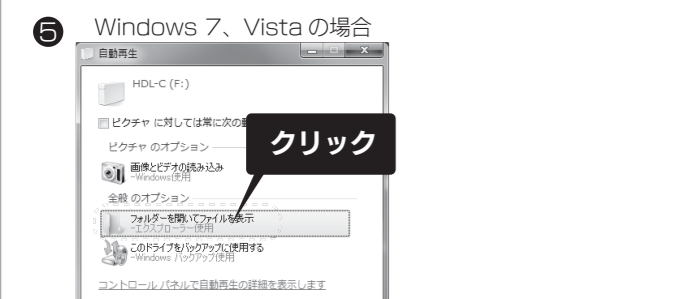 ❺ Windows 7、Vistaの場合
自動再生
HDL-C (F:)
ピクチャ に対しては常に次の動
クリック
ピクチャ のオプション
画像とビデオの読み込み
-Windows使用
全般 のオプション
フォルダーを開いてファイルを表示
-エクスプローラー使用
このドライブをバックアップに使用する
-Windows バックアップ使用
コントロール パネルで自動再生の詳細を表示します